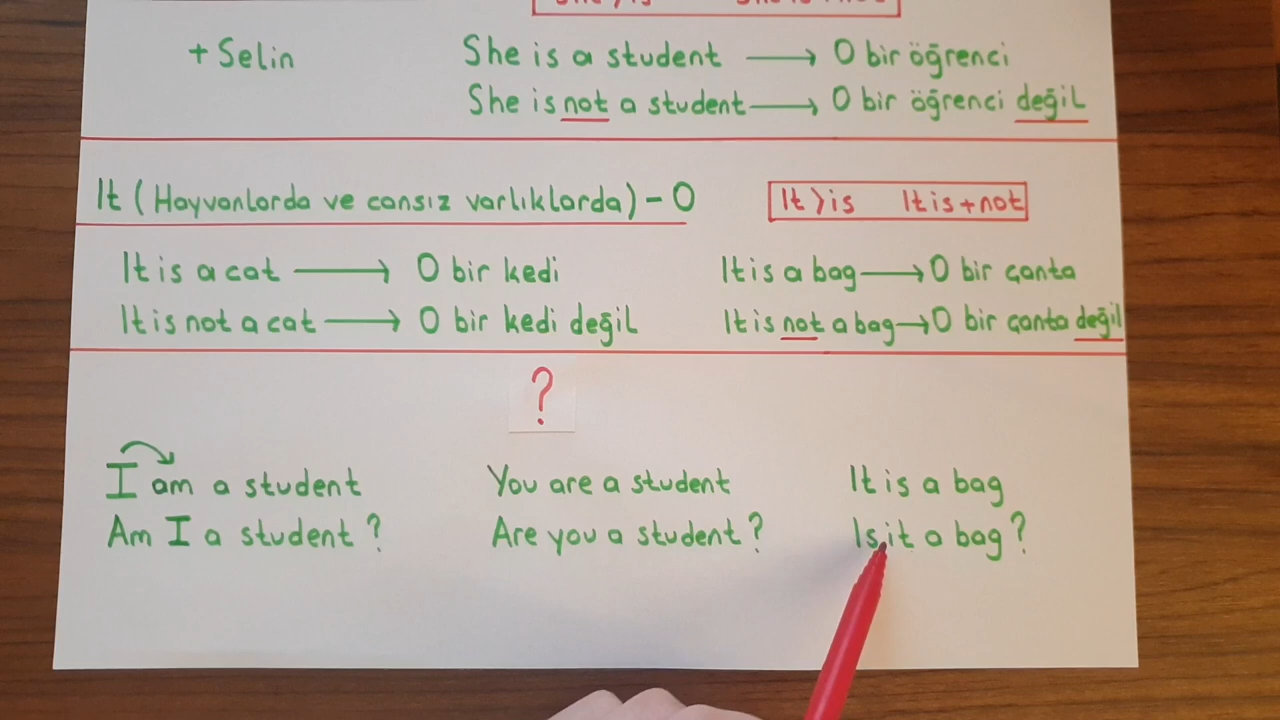 + Selin She is a student → O bir öğrenci
She is not a student → O bir öğrenci değil
It (Hayvanlarda ve cansız varlıklarda) - O It > is It is + not
It is a cat → O bir kedi It is a bag → O bir çanta
It is not a cat → O bir kedi değil It is not a bag → O bir çanta değil
?
I am a student You are a student It is a bag
Am I a student? Are you a student? Is it a bag?